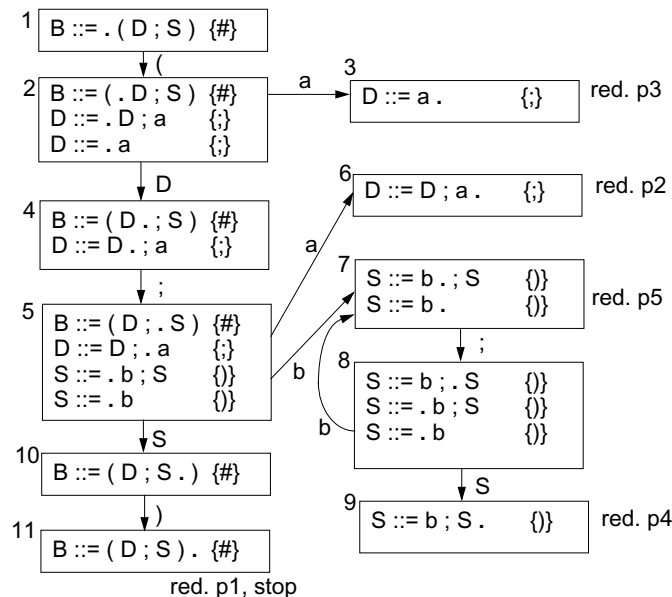 1
B ::= . ( D ; S ) {#}
(
2
B ::= ( . D ; S ) {#}
D ::= . D ; a {;}
D ::= . a {;}
a
3
D ::= a . {;}
red. p3
D
4
B ::= ( D . ; S ) {#}
D ::= D . ; a {;}
;
5
B ::= ( D ; . S ) {#}
D ::= D ; . a {;}
S ::= . b ; S {)}
S ::= . b {)}
a
6
D ::= D ; a . {;}
red. p2
b
7
S ::= b . ; S {)}
S ::= b . {)}
red. p5
;
8
S ::= b ; . S {)}
S ::= . b ; S {)}
S ::= . b {)}
b
S
9
S ::= b ; S . {)}
red. p4
S
10
B ::= ( D ; S . ) {#}
)
11
B ::= ( D ; S ) . {#}
red. p1, stop